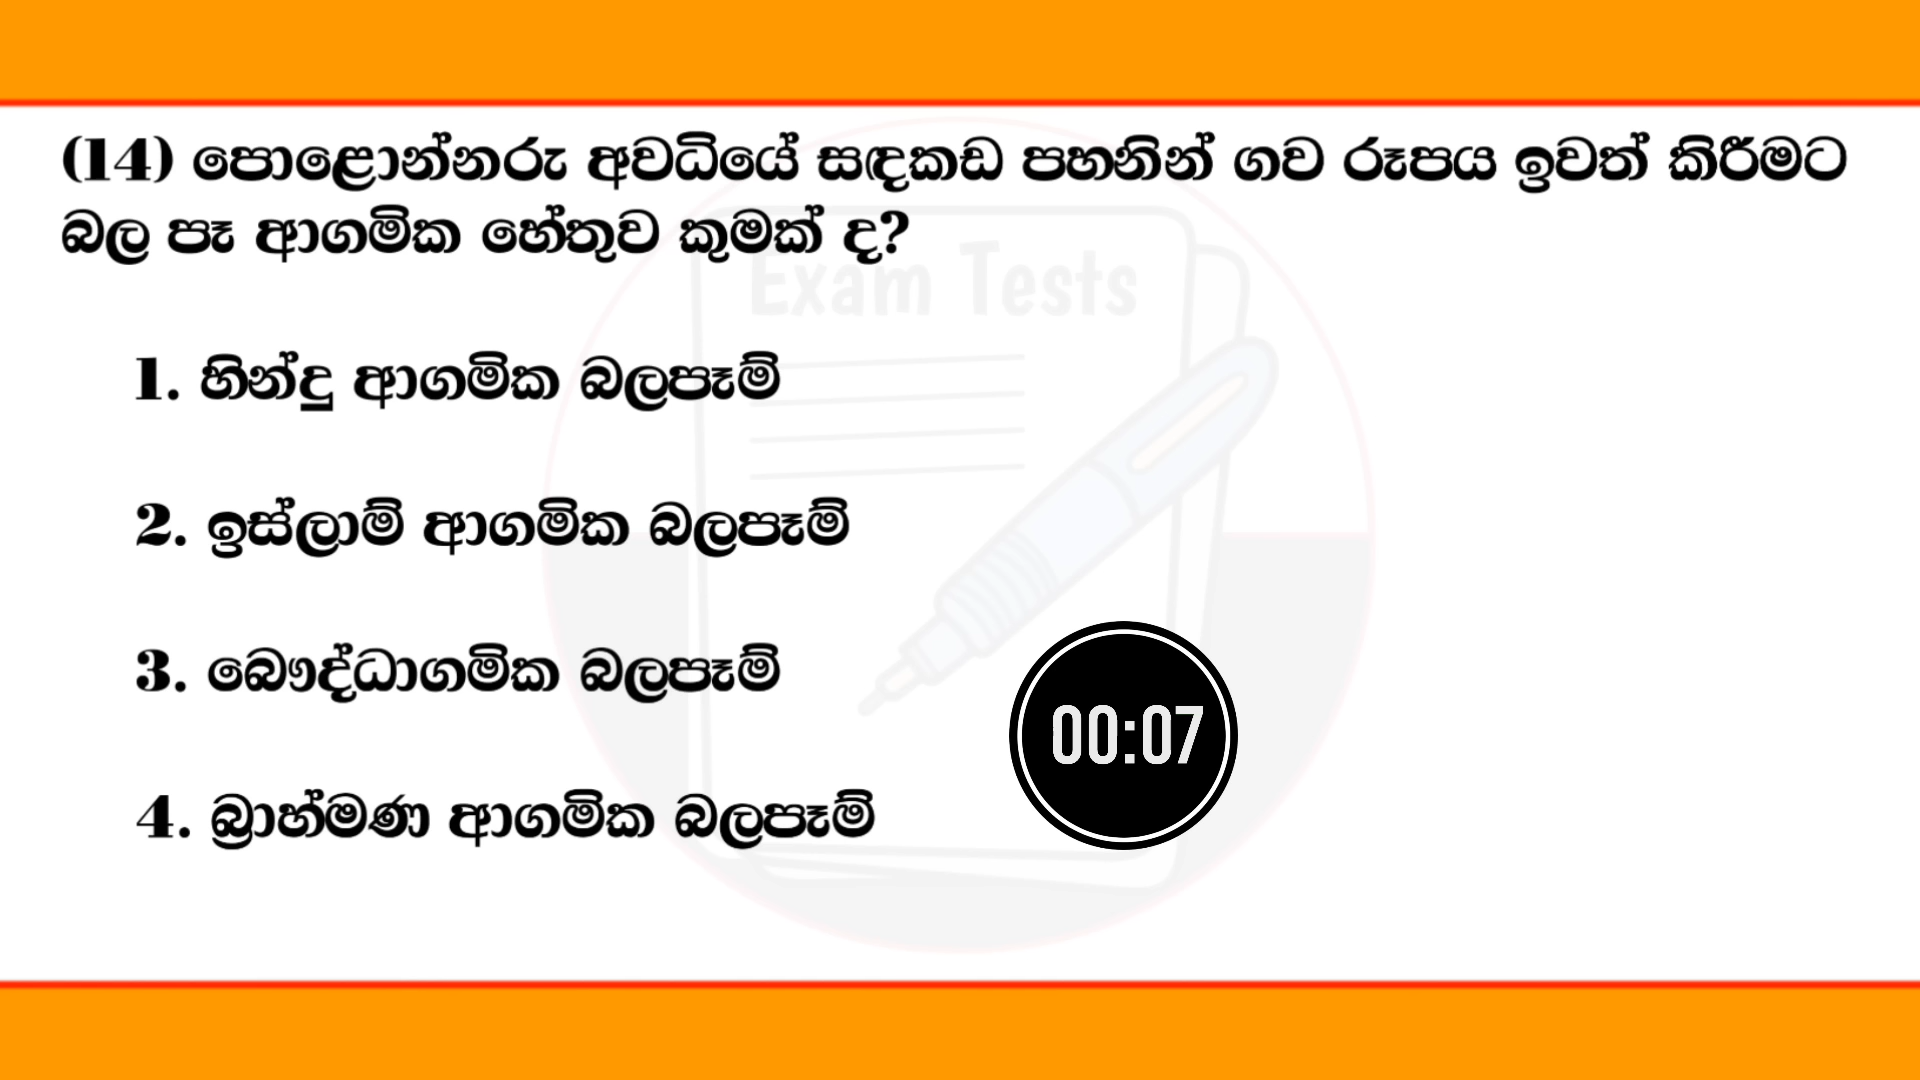 (14) පොළොන්නරු අවධියේ සඳකඩ පහනින් ගව රූපය ඉවත් කිරීමට
බල පෑ ආගමික හේතුව කුමක් ද?
Exam Tests
1. හින්දු ආගමික බලපෑම්
2. ඉස්ලාම් ආගමික බලපෑම්
3. බෞද්ධාගමික බලපෑම්
00:07
4. බ්‍රාහ්මණ ආගමික බලපෑම්